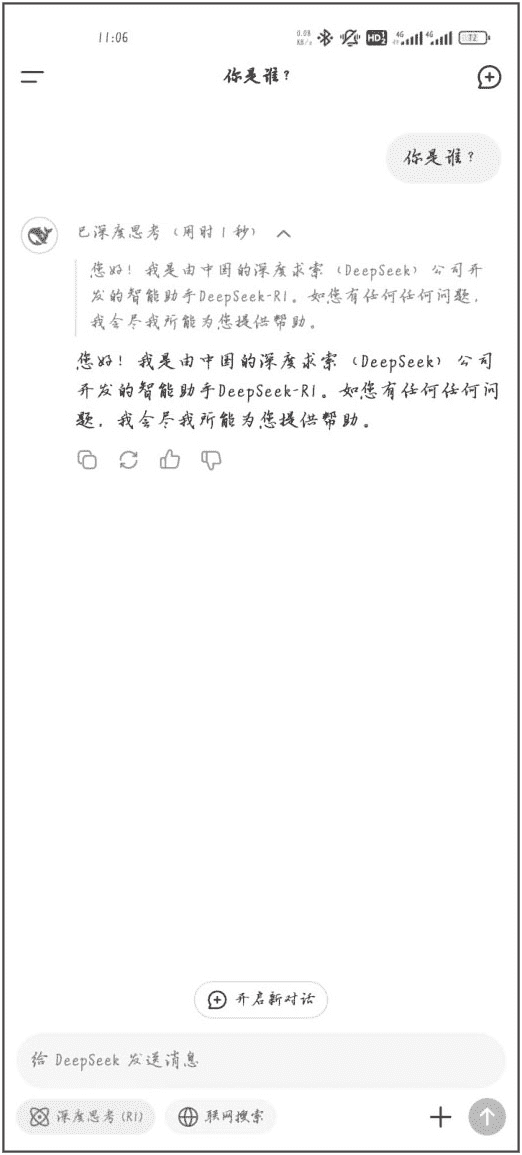 11:06
0.08
KB/s
HD
4G
4G
72
你是谁？
你是谁？
已深度思考（用时1秒）
您好！我是由中国的深度求索（DeepSeek）公司开
发的智能助手DeepSeek-R1。如您有任何任何问题，
我会尽我所能为您提供帮助。
您好！我是由中国的深度求索（DeepSeek）公司
开发的智能助手DeepSeek-R1。如您有任何任何问
题，我会尽我所能为您提供帮助。
开启新对话
给 DeepSeek 发送消息
深度思考(R1)
联网搜索